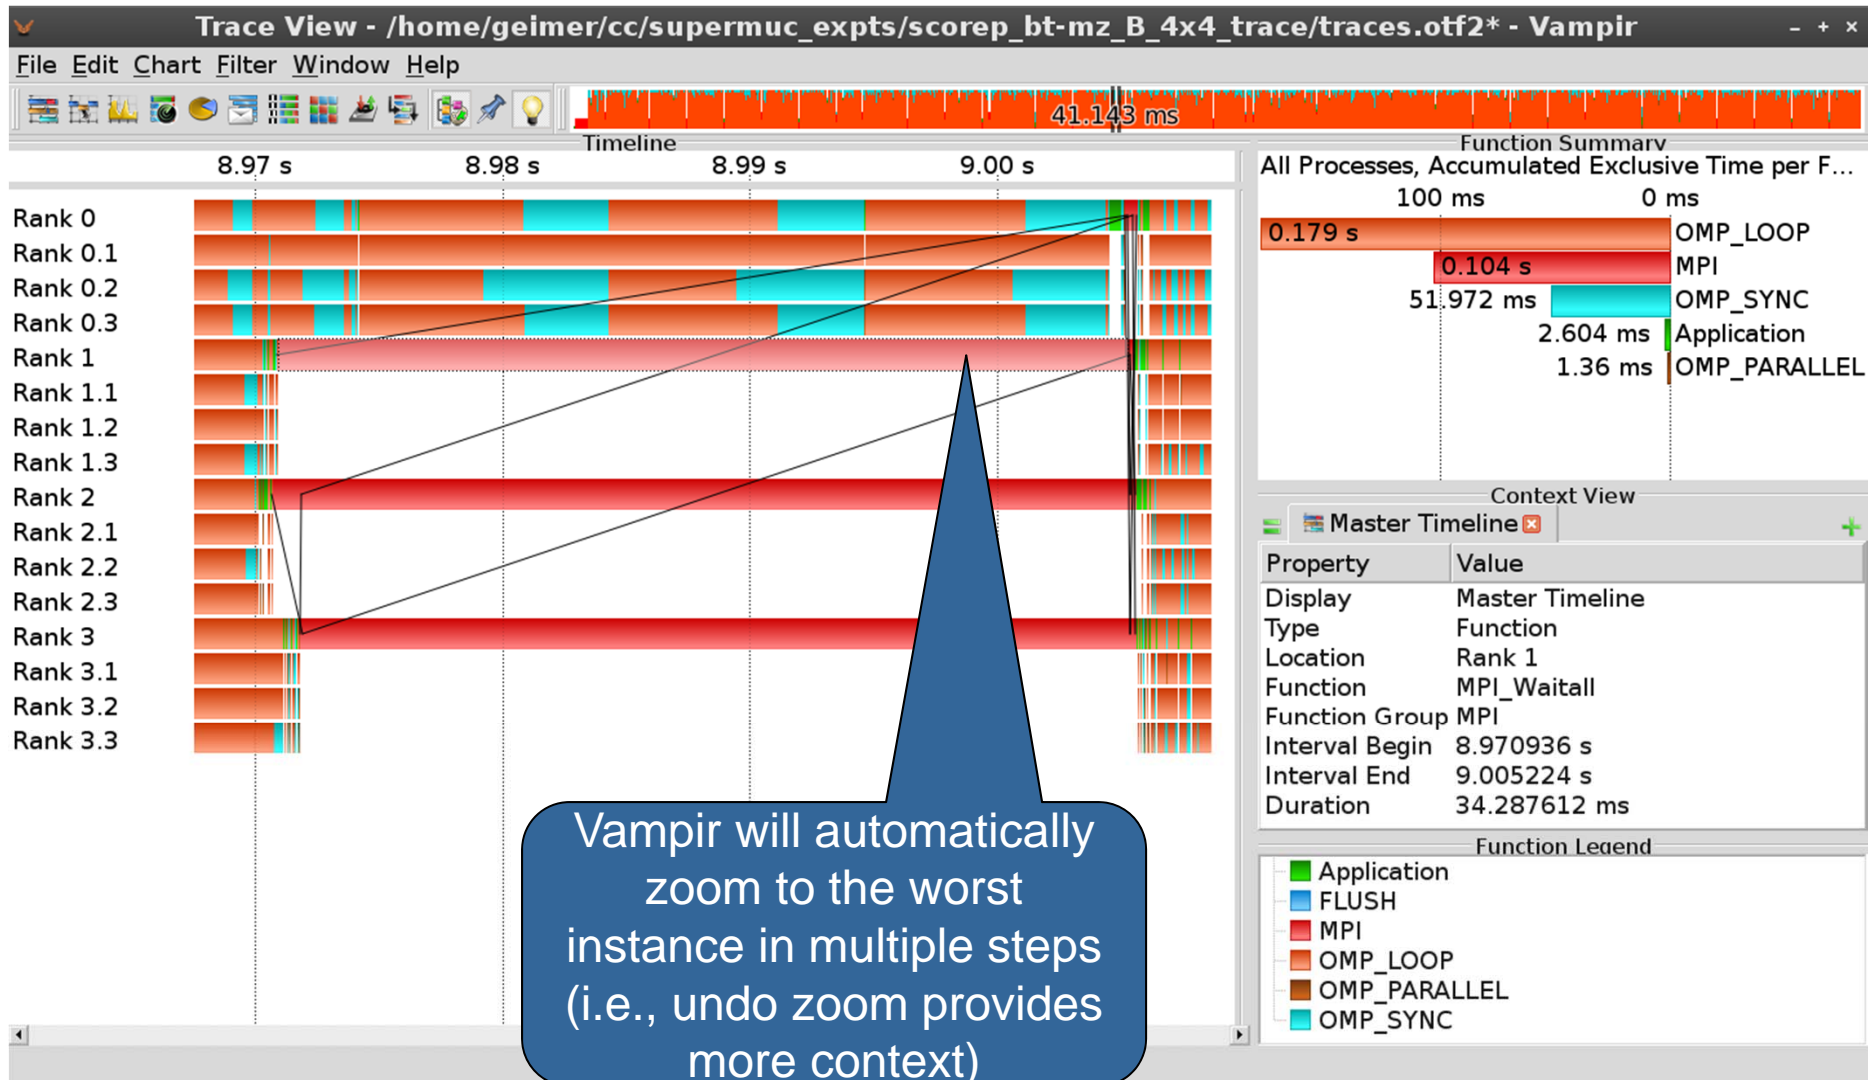 Trace View - /home/geimer/cc/supermuc_expts/scorep_bt-mz_B_4x4_trace/traces.otf2* - Vampir
File Edit Chart Filter Window Help
41.143 ms
Timeline
8.97 s 8.98 s 8.99 s 9.00 s
Rank 0
Rank 0.1
Rank 0.2
Rank 0.3
Rank 1
Rank 1.1
Rank 1.2
Rank 1.3
Rank 2
Rank 2.1
Rank 2.2
Rank 2.3
Rank 3
Rank 3.1
Rank 3.2
Rank 3.3
Vampir will automatically
zoom to the worst
instance in multiple steps
(i.e., undo zoom provides
more context)
Function Summary
All Processes, Accumulated Exclusive Time per F...
100 ms 0 ms
0.179 s OMP_LOOP
0.104 s MPI
51.972 ms OMP_SYNC
2.604 ms Application
1.36 ms OMP_PARALLEL
Context View
Master Timeline
Property Value
Display Master Timeline
Type Function
Location Rank 1
Function MPI_Waitall
Function Group MPI
Interval Begin 8.970936 s
Interval End 9.005224 s
Duration 34.287612 ms
Function Legend
Application
FLUSH
MPI
OMP_LOOP
OMP_PARALLEL
OMP_SYNC